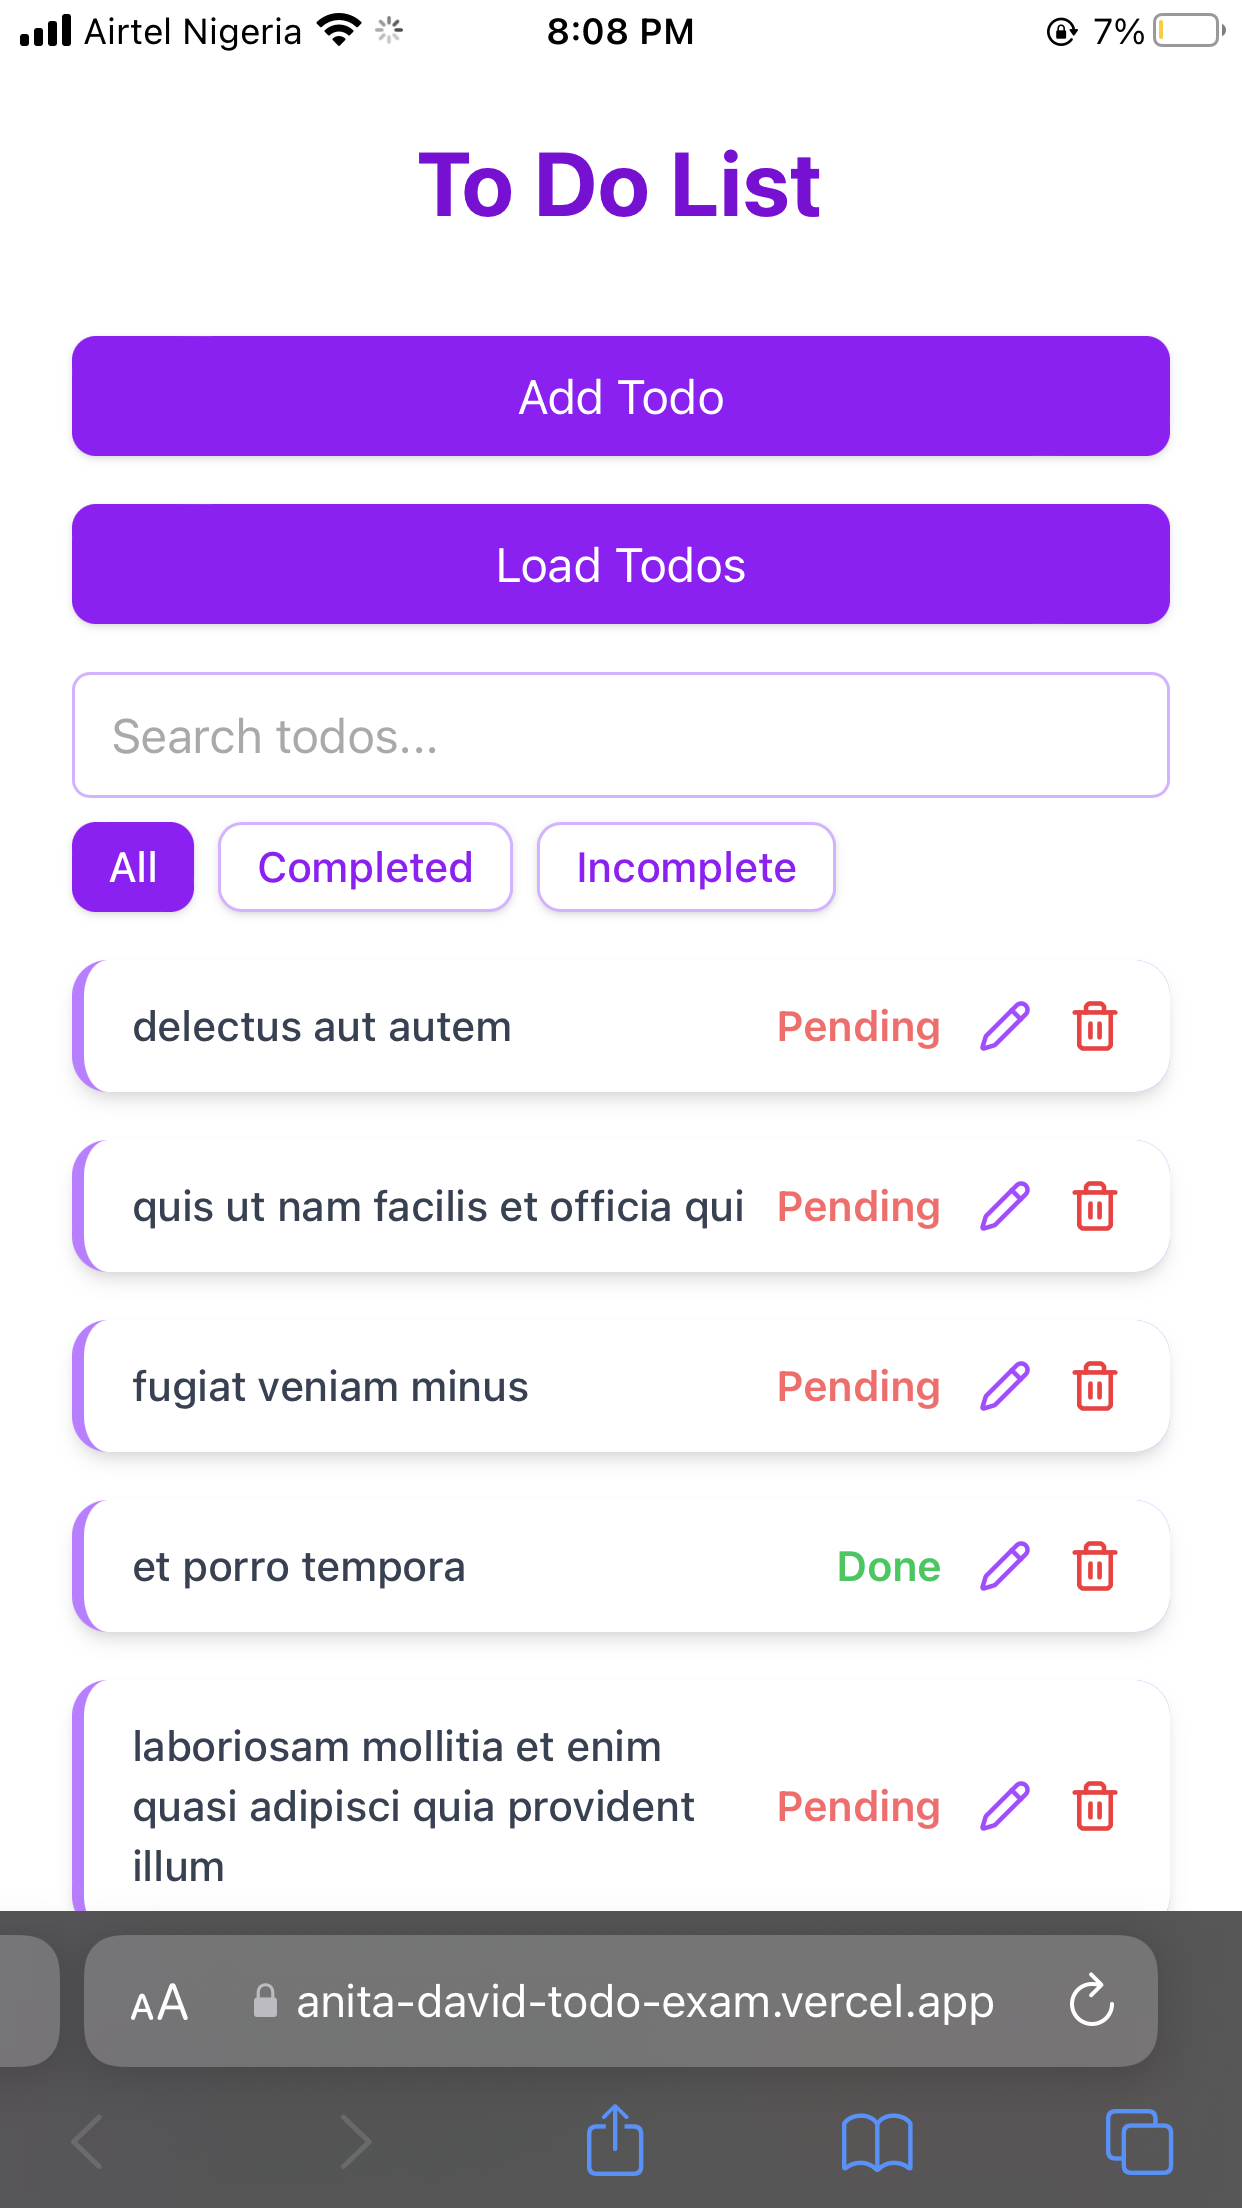 Airtel Nigeria 8:08 PM 7%
To Do List
Add Todo
Load Todos
Search todos...
All Completed Incomplete
delectus aut autem Pending
quis ut nam facilis et officia qui Pending
fugiat veniam minus Pending
et porro tempora Done
laboriosam mollitia et enim
quasi adipisci quia provident Pending
illum
AA anita-david-todo-exam.vercel.app